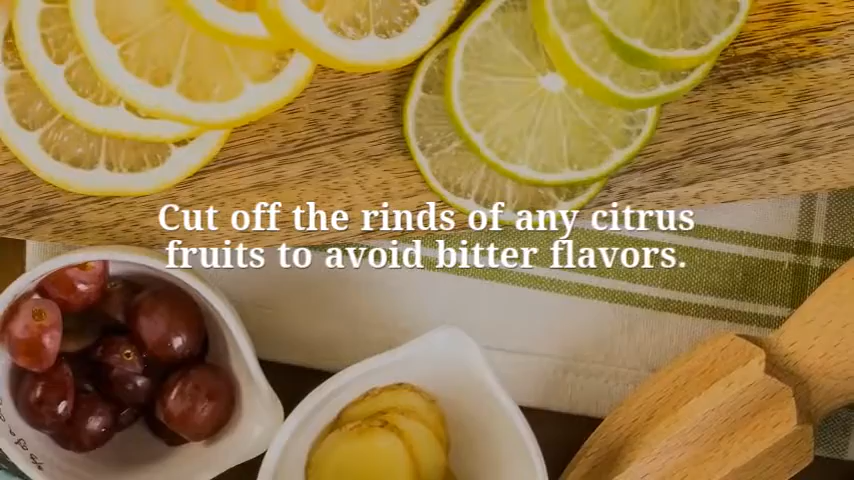 Cut off the rinds of any citrus
fruits to avoid bitter flavors.